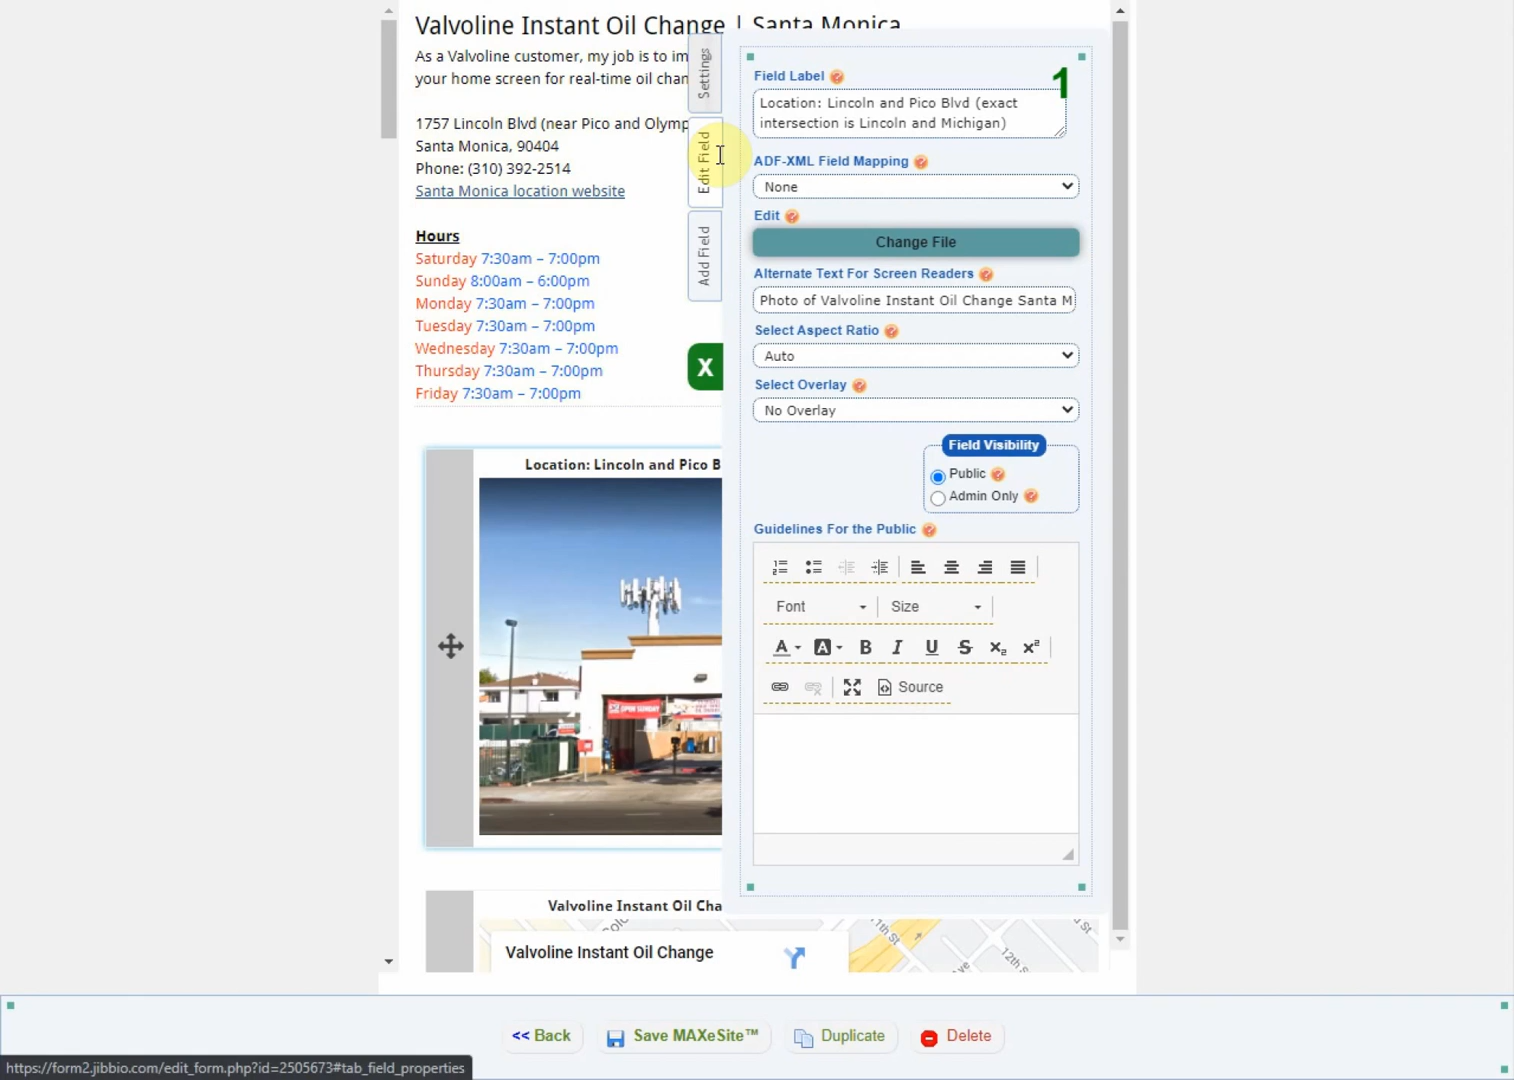 Valvoline Instant Oil Change | Santa Monica
As a Valvoline customer, my job is to im
your home screen for real-time oil chan
1757 Lincoln Blvd (near Pico and Olymp
Santa Monica, 90404
Phone: (310) 392-2514
Santa Monica location website
Hours
Saturday 7:30am – 7:00pm
Sunday 8:00am – 6:00pm
Monday 7:30am – 7:00pm
Tuesday 7:30am – 7:00pm
Wednesday 7:30am – 7:00pm
Thursday 7:30am – 7:00pm
Friday 7:30am – 7:00pm
Location: Lincoln and Pico B
OPEN SUNDAY
Valvoline Instant Oil Cha
Valvoline Instant Oil Change
11th St
12th St
Settings
Edit Field
Add Field
X
Field Label
1
Location: Lincoln and Pico Blvd (exact
intersection is Lincoln and Michigan)
ADF-XML Field Mapping
None
Edit
Change File
Alternate Text For Screen Readers
Photo of Valvoline Instant Oil Change Santa M
Select Aspect Ratio
Auto
Select Overlay
No Overlay
Field Visibility
Public
Admin Only
Guidelines For the Public
Font Size
A A B I U S x₂ x²
Source
<< Back Save MAXeSite™ Duplicate Delete
https://form2.jibbio.com/edit_form.php?id=2505673#tab_field_properties